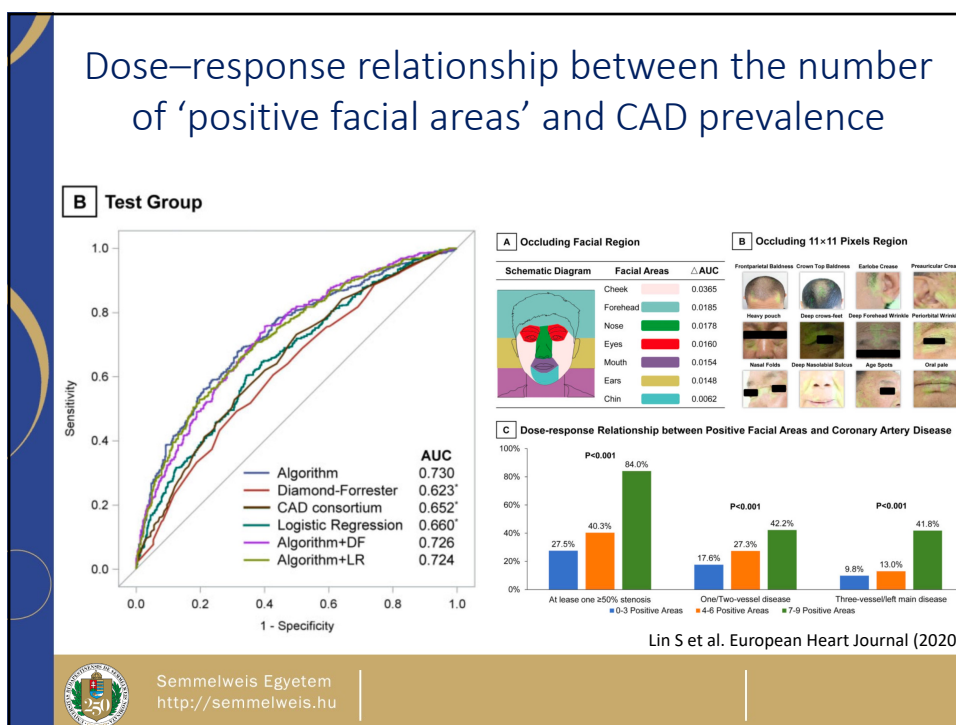 Dose–response relationship between the number
of ‘positive facial areas’ and CAD prevalence
B Test Group
1.0
0.8
0.6
0.4
0.2
0.0
Sensitivity
0.0 0.2 0.4 0.6 0.8 1.0
1 - Specificity
AUC
Algorithm 0.730
Diamond-Forrester 0.623*
CAD consortium 0.652*
Logistic Regression 0.660*
Algorithm+DF 0.726
Algorithm+LR 0.724
A Occluding Facial Region
Schematic Diagram Facial Areas △AUC
Cheek 0.0365
Forehead 0.0185
Nose 0.0178
Eyes 0.0160
Mouth 0.0154
Ears 0.0148
Chin 0.0062
B Occluding 11×11 Pixels Region
Frontparietal Baldness Crown Top Baldness Earlobe Crease Preauricular Crease
Heavy pouch Deep crows-feet Deep Forehead Wrinkle Periorbital Wrinkle
Nasal Folds Deep Nasolabial Sulcus Age Spots Oral pale
C Dose-response Relationship between Positive Facial Areas and Coronary Artery Disease
100%
80%
60%
40%
20%
0%
P<0.001
27.5% 40.3% 84.0%
At lease one ≥50% stenosis
P<0.001
17.6% 27.3% 42.2%
One/Two-vessel disease
P<0.001
9.8% 13.0% 41.8%
Three-vessel/left main disease
0-3 Positive Areas 4-6 Positive Areas 7-9 Positive Areas
Lin S et al. European Heart Journal (2020
250
Semmelweis Egyetem
http://semmelweis.hu